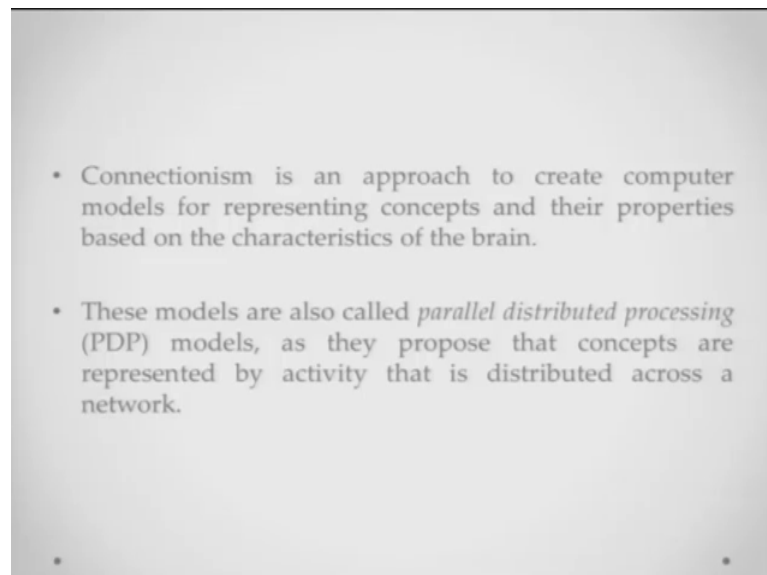 • Connectionism is an approach to create computer
models for representing concepts and their properties
based on the characteristics of the brain.
• These models are also called parallel distributed processing
(PDP) models, as they propose that concepts are
represented by activity that is distributed across a
network.